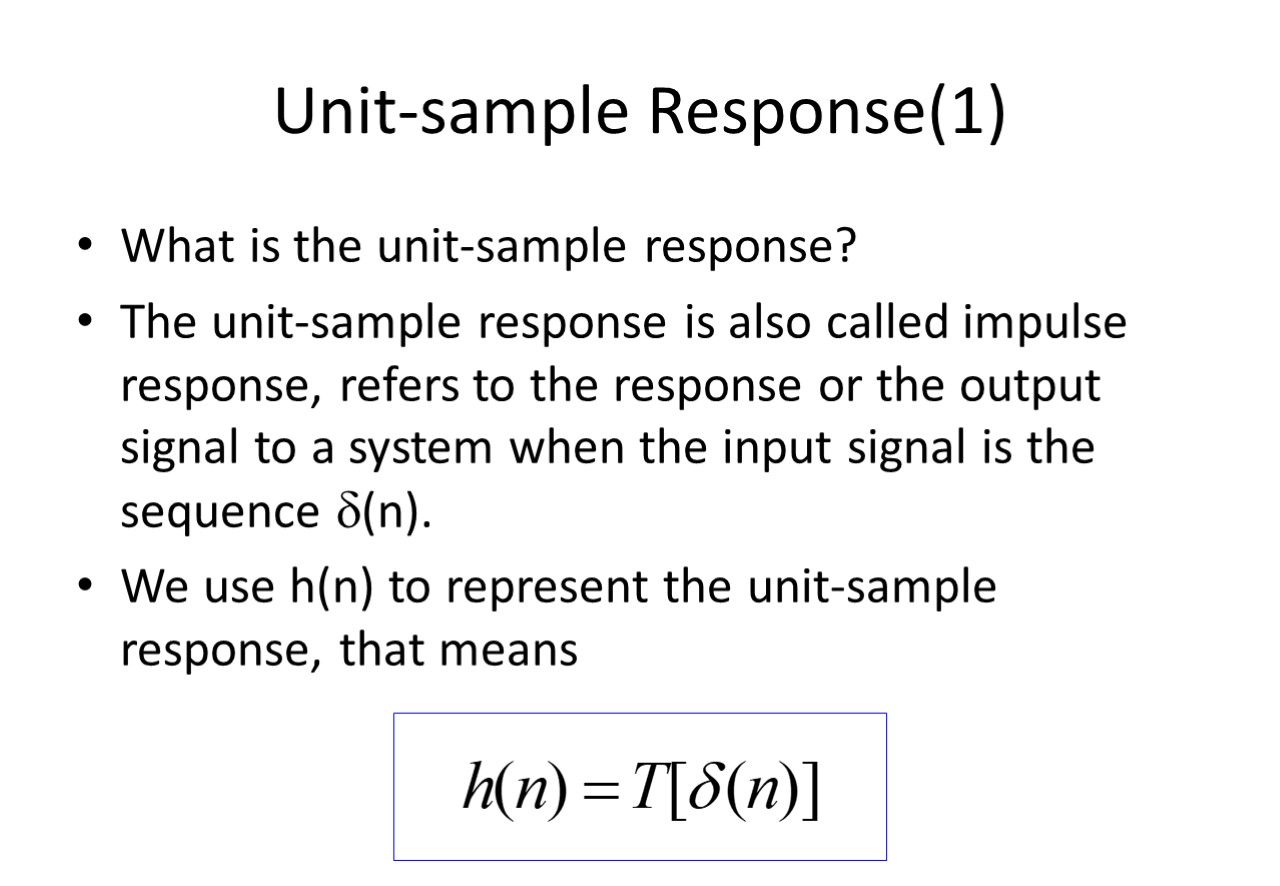 Unit-sample Response(1)
• What is the unit-sample response?
• The unit-sample response is also called impulse
response, refers to the response or the output
signal to a system when the input signal is the
sequence δ(n).
• We use h(n) to represent the unit-sample
response, that means
h(n) = T[δ(n)]